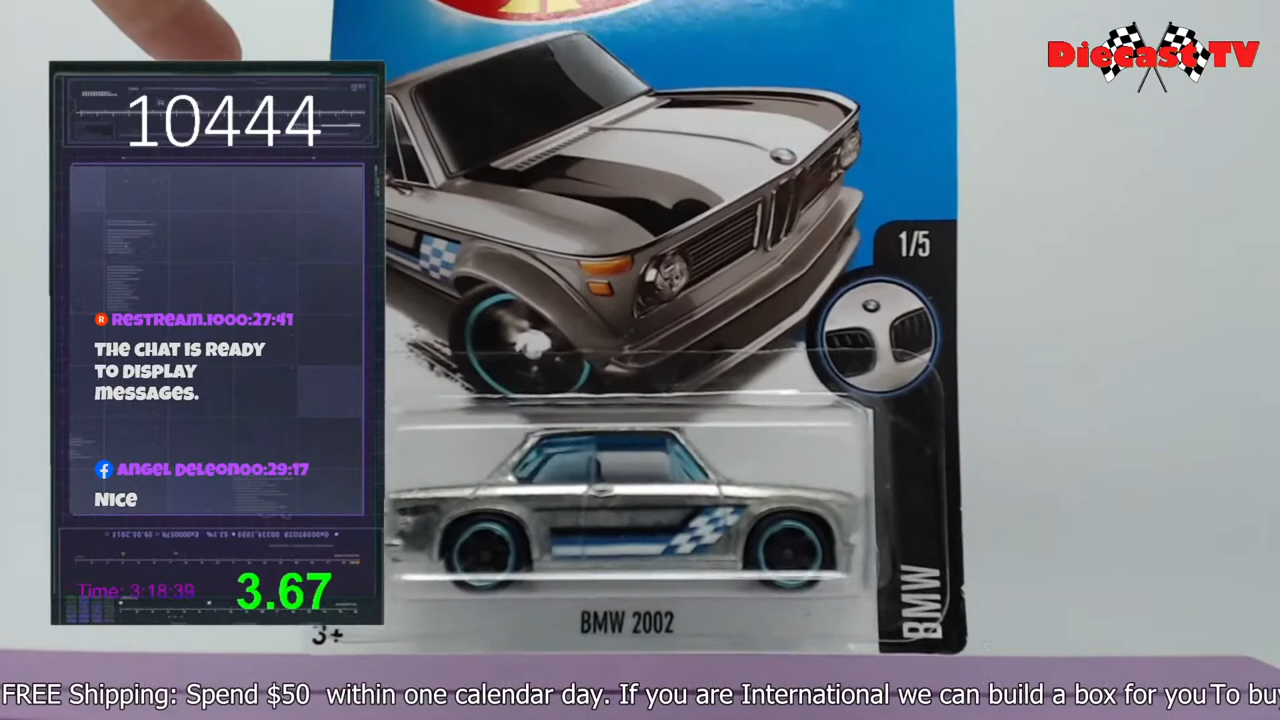 Diecast TV
10444
1/5
Restream.io00:27:41
The chat is ready
to display
messages.
Angel Deleon00:29:17
Nice
Time: 3:18:39
3.67
BMW
BMW 2002
3+
FREE Shipping: Spend $50 within one calendar day. If you are International we can build a box for you To buy